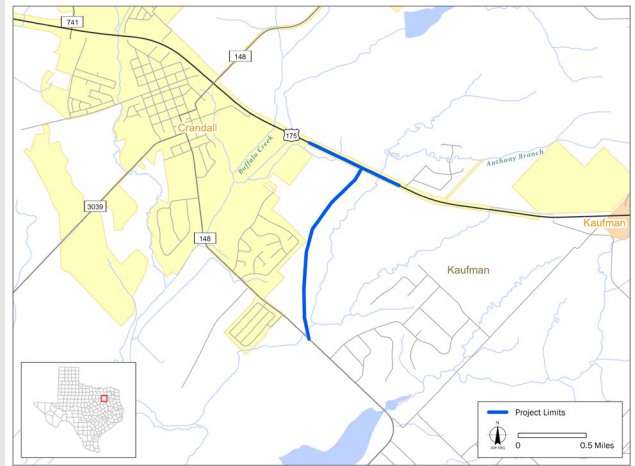 741
148
Crandall
175
Buffalo Creek
Anthony Branch
3039
148
Kaufman
Kaufman
Project Limits
N
0
0.5 Miles